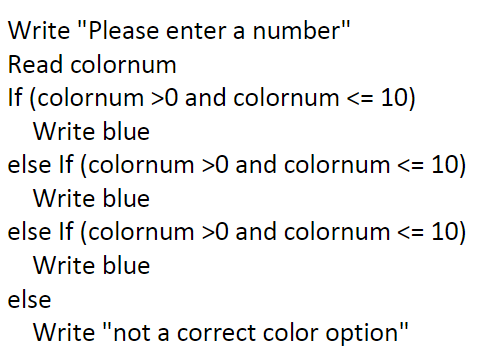 Write "Please enter a number"
Read colornum
If (colornum >0 and colornum <= 10)
Write blue
else If (colornum >0 and colornum <= 10)
Write blue
else If (colornum >0 and colornum <= 10)
Write blue
else
Write "not a correct color option"